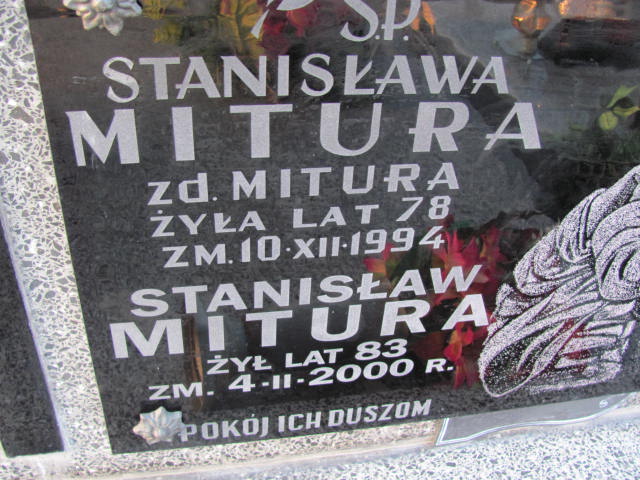 Ś.P.
STANISŁAWA
MITURA
zd. MITURA
ŻYŁA LAT 78
ZM. 10·XII·1994
STANISŁAW
MITURA
ŻYŁ LAT 83
ZM. 4-II-2000 R.
POKÓJ ICH DUSZOM